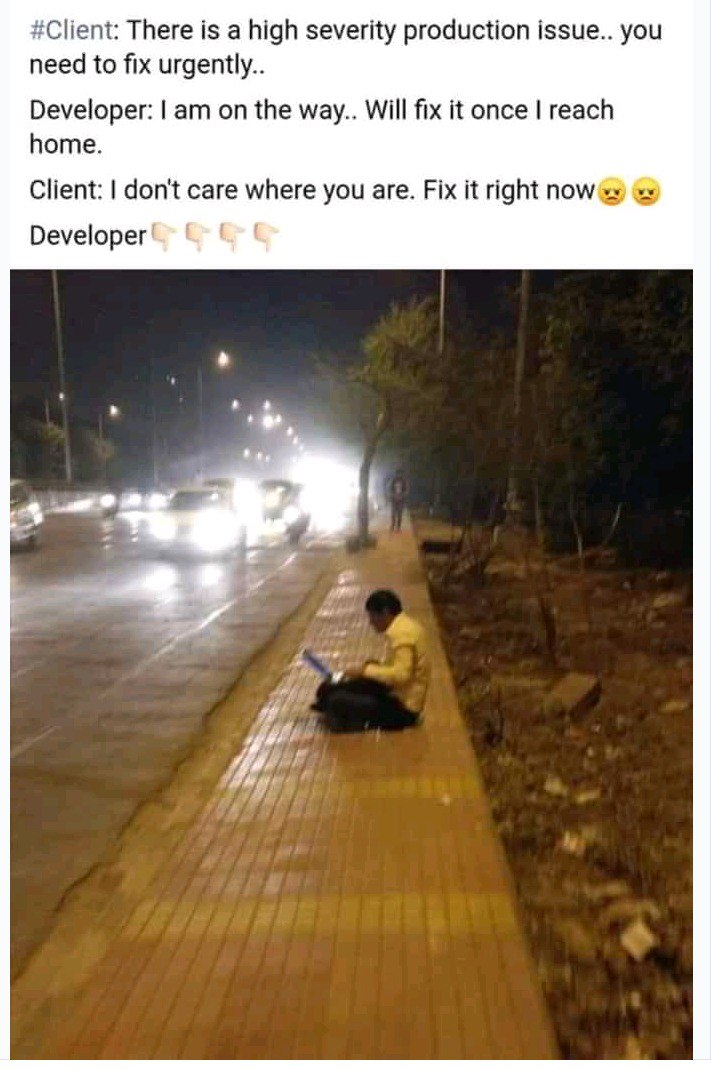 #Client: There is a high severity production issue.. you
need to fix urgently..
Developer: I am on the way.. Will fix it once I reach
home.
Client: I don't care where you are. Fix it right now😠😠
Developer👇🏻👇🏻👇🏻👇🏻